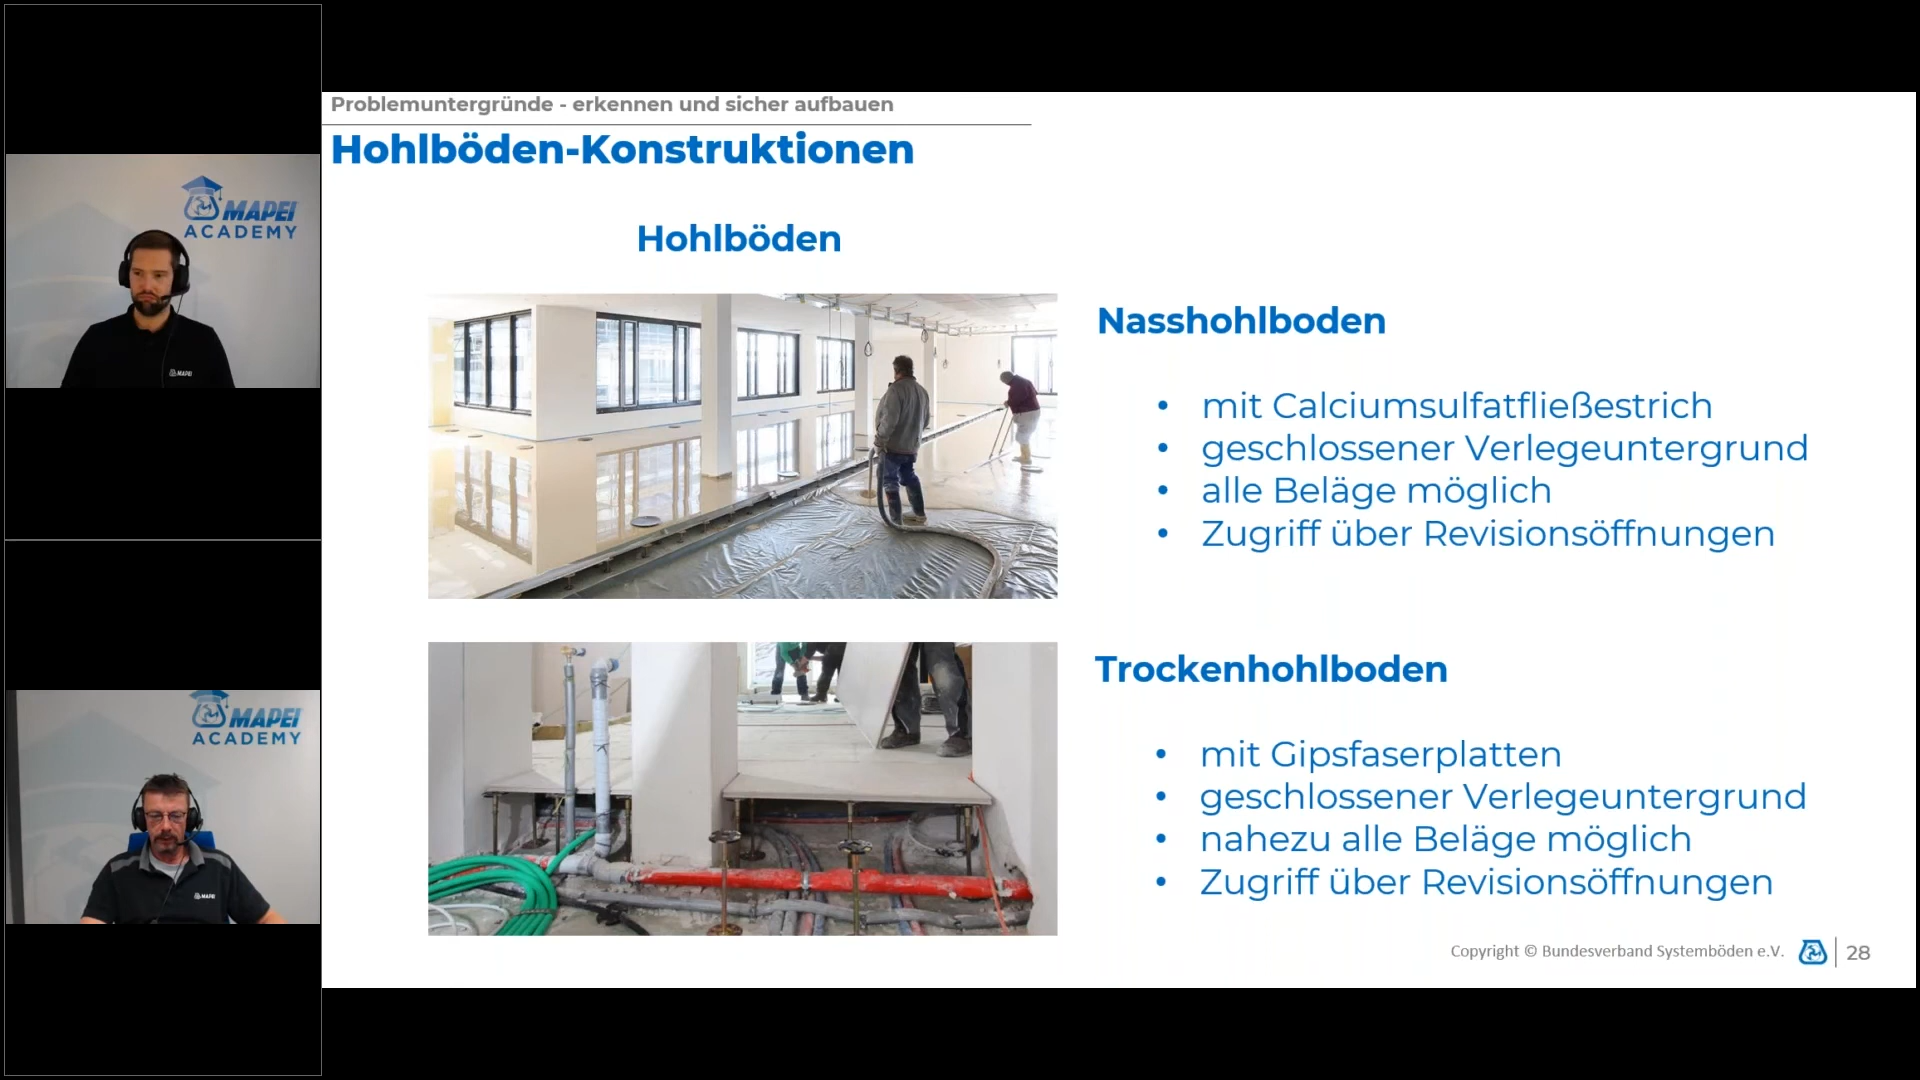 Problemuntergründe - erkennen und sicher aufbauen
Hohlböden-Konstruktionen
Hohlböden
Nasshohlboden
• mit Calciumsulfatfließestrich
• geschlossener Verlegeuntergrund
• alle Beläge möglich
• Zugriff über Revisionsöffnungen
Trockenhohlboden
• mit Gipsfaserplatten
• geschlossener Verlegeuntergrund
• nahezu alle Beläge möglich
• Zugriff über Revisionsöffnungen
Copyright © Bundesverband Systemböden e.V.
28
MAPEI
ACADEMY
MAPEI
MAPEI
ACADEMY
MAPEI